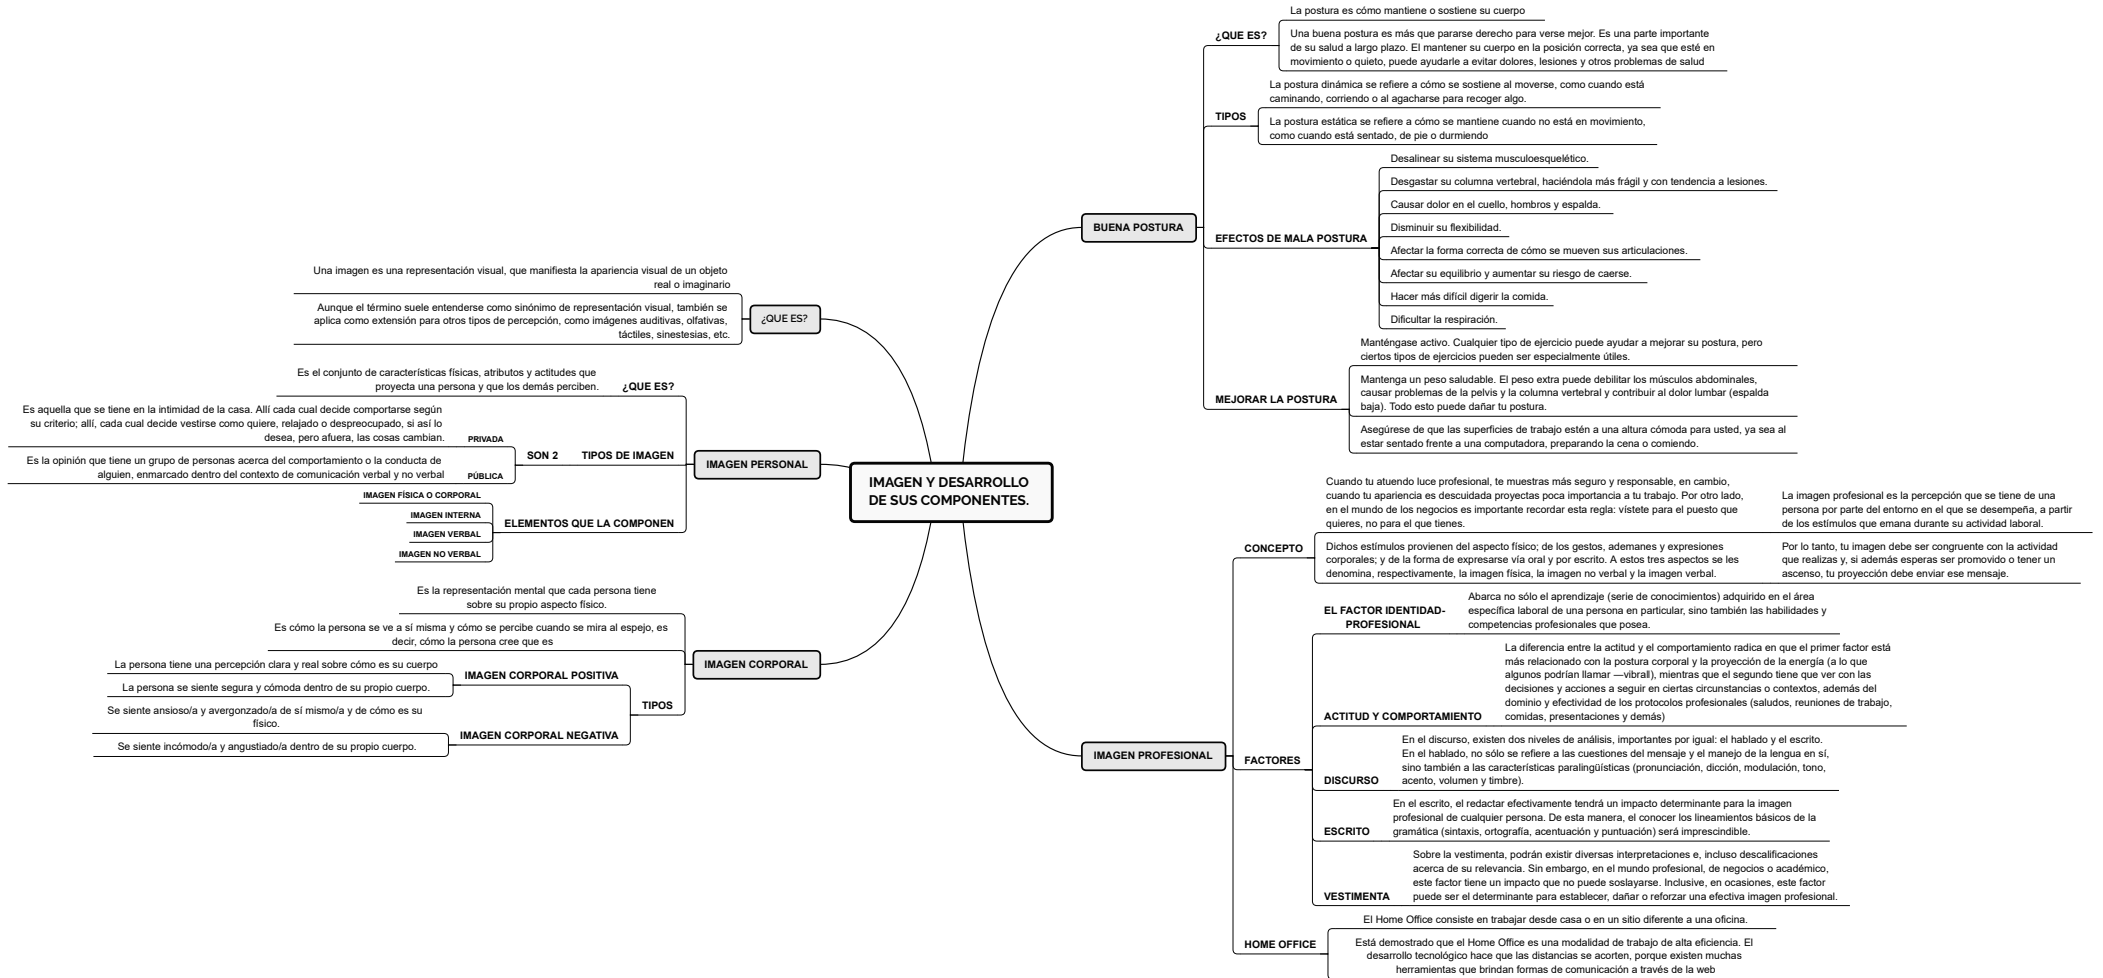 IMAGEN Y DESARROLLO
DE SUS COMPONENTES.
¿QUE ES?
Una imagen es una representación visual, que manifiesta la apariencia visual de un objeto
real o imaginario
Aunque el término suele entenderse como sinónimo de representación visual, también se
aplica como extensión para otros tipos de percepción, como imágenes auditivas, olfativas,
táctiles, sinestesias, etc.
IMAGEN PERSONAL
¿QUE ES?
Es el conjunto de características físicas, atributos y actitudes que
proyecta una persona y que los demás perciben.
TIPOS DE IMAGEN
SON 2
PRIVADA
Es aquella que se tiene en la intimidad de la casa. Allí cada cual decide comportarse según
su criterio; allí, cada cual decide vestirse como quiere, relajado o despreocupado, si así lo
desea, pero afuera, las cosas cambian.
PÚBLICA
Es la opinión que tiene un grupo de personas acerca del comportamiento o la conducta de
alguien, enmarcado dentro del contexto de comunicación verbal y no verbal
ELEMENTOS QUE LA COMPONEN
IMAGEN FÍSICA O CORPORAL
IMAGEN INTERNA
IMAGEN VERBAL
IMAGEN NO VERBAL
IMAGEN CORPORAL
Es la representación mental que cada persona tiene
sobre su propio aspecto físico.
Es cómo la persona se ve a sí misma y cómo se percibe cuando se mira al espejo, es
decir, cómo la persona cree que es
TIPOS
IMAGEN CORPORAL POSITIVA
La persona tiene una percepción clara y real sobre cómo es su cuerpo
La persona se siente segura y cómoda dentro de su propio cuerpo.
IMAGEN CORPORAL NEGATIVA
Se siente ansioso/a y avergonzado/a de sí mismo/a y de cómo es su
físico.
Se siente incómodo/a y angustiado/a dentro de su propio cuerpo.
BUENA POSTURA
¿QUE ES?
La postura es cómo mantiene o sostiene su cuerpo
Una buena postura es más que pararse derecho para verse mejor. Es una parte importante
de su salud a largo plazo. El mantener su cuerpo en la posición correcta, ya sea que esté en
movimiento o quieto, puede ayudarle a evitar dolores, lesiones y otros problemas de salud
TIPOS
La postura dinámica se refiere a cómo se sostiene al moverse, como cuando está
caminando, corriendo o al agacharse para recoger algo.
La postura estática se refiere a cómo se mantiene cuando no está en movimiento,
como cuando está sentado, de pie o durmiendo
EFECTOS DE MALA POSTURA
Desalinear su sistema musculoesquelético.
Desgastar su columna vertebral, haciéndola más frágil y con tendencia a lesiones.
Causar dolor en el cuello, hombros y espalda.
Disminuir su flexibilidad.
Afectar la forma correcta de cómo se mueven sus articulaciones.
Afectar su equilibrio y aumentar su riesgo de caerse.
Hacer más difícil digerir la comida.
Dificultar la respiración.
MEJORAR LA POSTURA
Manténgase activo. Cualquier tipo de ejercicio puede ayudar a mejorar su postura, pero
ciertos tipos de ejercicios pueden ser especialmente útiles.
Mantenga un peso saludable. El peso extra puede debilitar los músculos abdominales,
causar problemas de la pelvis y la columna vertebral y contribuir al dolor lumbar (espalda
baja). Todo esto puede dañar tu postura.
Asegúrese de que las superficies de trabajo estén a una altura cómoda para usted, ya sea al
estar sentado frente a una computadora, preparando la cena o comiendo.
IMAGEN PROFESIONAL
CONCEPTO
Cuando tu atuendo luce profesional, te muestras más seguro y responsable, en cambio,
cuando tu apariencia es descuidada proyectas poca importancia a tu trabajo. Por otro lado,
en el mundo de los negocios es importante recordar esta regla: vístete para el puesto que
quieres, no para el que tienes.
La imagen profesional es la percepción que se tiene de una
persona por parte del entorno en el que se desempeña, a partir
de los estímulos que emana durante su actividad laboral.
Dichos estímulos provienen del aspecto físico; de los gestos, ademanes y expresiones
corporales; y de la forma de expresarse vía oral y por escrito. A estos tres aspectos se les
denomina, respectivamente, la imagen física, la imagen no verbal y la imagen verbal.
Por lo tanto, tu imagen debe ser congruente con la actividad
que realizas y, si además esperas ser promovido o tener un
ascenso, tu proyección debe enviar ese mensaje.
FACTORES
EL FACTOR IDENTIDAD-
PROFESIONAL
Abarca no sólo el aprendizaje (serie de conocimientos) adquirido en el área
específica laboral de una persona en particular, sino también las habilidades y
competencias profesionales que posea.
ACTITUD Y COMPORTAMIENTO
La diferencia entre la actitud y el comportamiento radica en que el primer factor está
más relacionado con la postura corporal y la proyección de la energía (a lo que
algunos podrían llamar ―vibra‖), mientras que el segundo tiene que ver con las
decisiones y acciones a seguir en ciertas circunstancias o contextos, además del
dominio y efectividad de los protocolos profesionales (saludos, reuniones de trabajo,
comidas, presentaciones y demás)
DISCURSO
En el discurso, existen dos niveles de análisis, importantes por igual: el hablado y el escrito.
En el hablado, no sólo se refiere a las cuestiones del mensaje y el manejo de la lengua en sí,
sino también a las características paralingüísticas (pronunciación, dicción, modulación, tono,
acento, volumen y timbre).
ESCRITO
En el escrito, el redactar efectivamente tendrá un impacto determinante para la imagen
profesional de cualquier persona. De esta manera, el conocer los lineamientos básicos de la
gramática (sintaxis, ortografía, acentuación y puntuación) será imprescindible.
VESTIMENTA
Sobre la vestimenta, podrán existir diversas interpretaciones e, incluso descalificaciones
acerca de su relevancia. Sin embargo, en el mundo profesional, de negocios o académico,
este factor tiene un impacto que no puede soslayarse. Inclusive, en ocasiones, este factor
puede ser el determinante para establecer, dañar o reforzar una efectiva imagen profesional.
HOME OFFICE
El Home Office consiste en trabajar desde casa o en un sitio diferente a una oficina.
Está demostrado que el Home Office es una modalidad de trabajo de alta eficiencia. El
desarrollo tecnológico hace que las distancias se acorten, porque existen muchas
herramientas que brindan formas de comunicación a través de la web